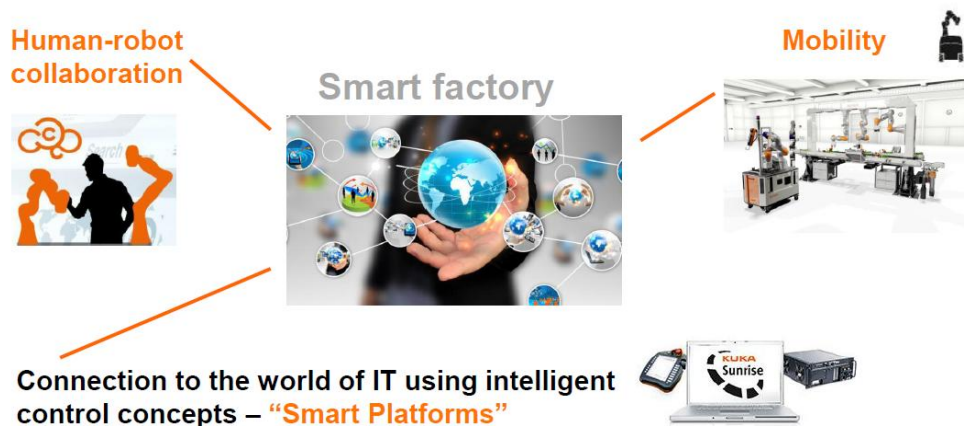 Human-robot
collaboration
Smart factory
Mobility
Search
KUKA
Sunrise
Connection to the world of IT using intelligent
control concepts – “Smart Platforms”